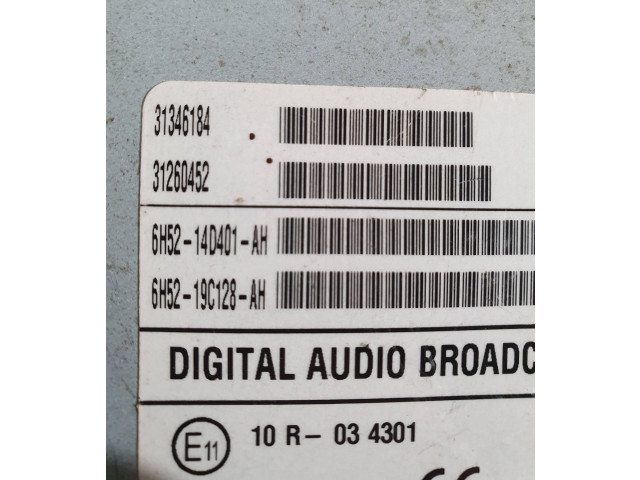 31346184
31260452
6H52-14D401-AH
6H52-19C128-AH
DIGITAL AUDIO BROADC
E11 10 R- 03 4301